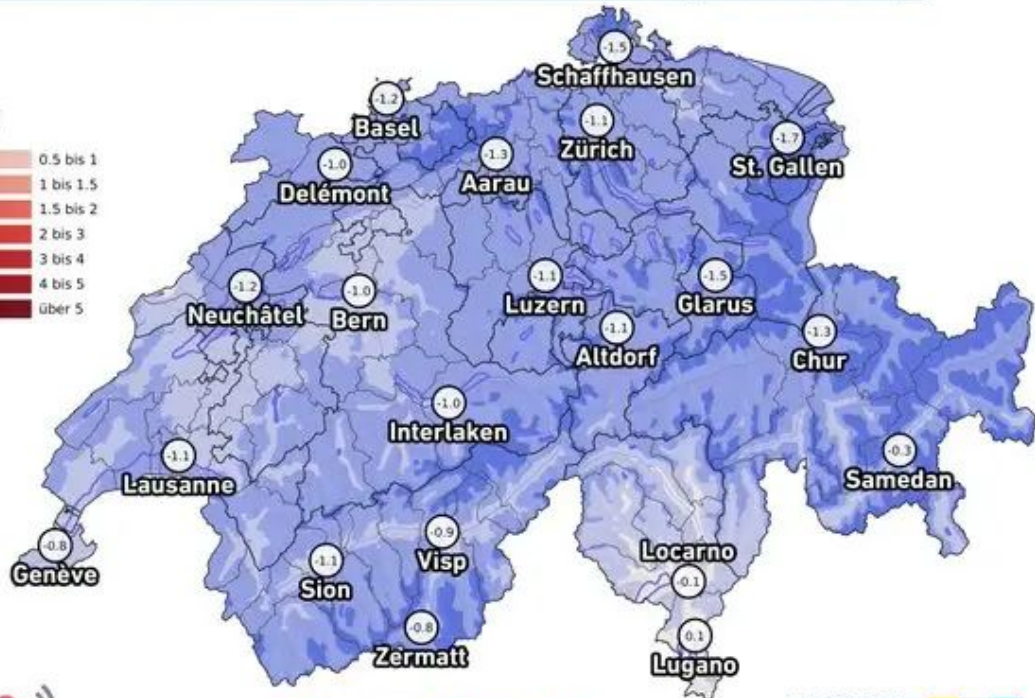 0.5 bis 1
1 bis 1.5
1.5 bis 2
2 bis 3
3 bis 4
4 bis 5
über 5
-1.5
Schaffhausen
-1.2
Basel
-1.1
Zürich
-1.7
St. Gallen
-1.0
Delémont
-1.3
Aarau
-1.2
Neuchâtel
-1.0
Bern
-1.1
Luzern
-1.5
Glarus
-1.1
Altdorf
-1.3
Chur
-1.0
Interlaken
-1.1
Lausanne
-0.3
Samedan
-0.8
Genève
-1.1
Sion
-0.9
Visp
Locarno
-0.1
-0.8
Zermatt
0.1
Lugano